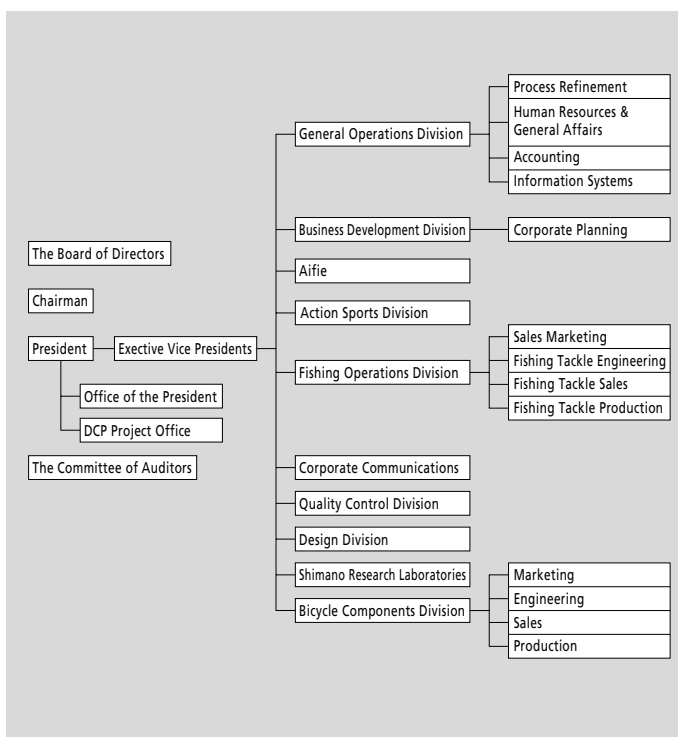 The Board of Directors
Chairman
President
Exective Vice Presidents
Office of the President
DCP Project Office
The Committee of Auditors
General Operations Division
Process Refinement
Human Resources &
General Affairs
Accounting
Information Systems
Business Development Division
Corporate Planning
Aifie
Action Sports Division
Fishing Operations Division
Sales Marketing
Fishing Tackle Engineering
Fishing Tackle Sales
Fishing Tackle Production
Corporate Communications
Quality Control Division
Design Division
Shimano Research Laboratories
Bicycle Components Division
Marketing
Engineering
Sales
Production